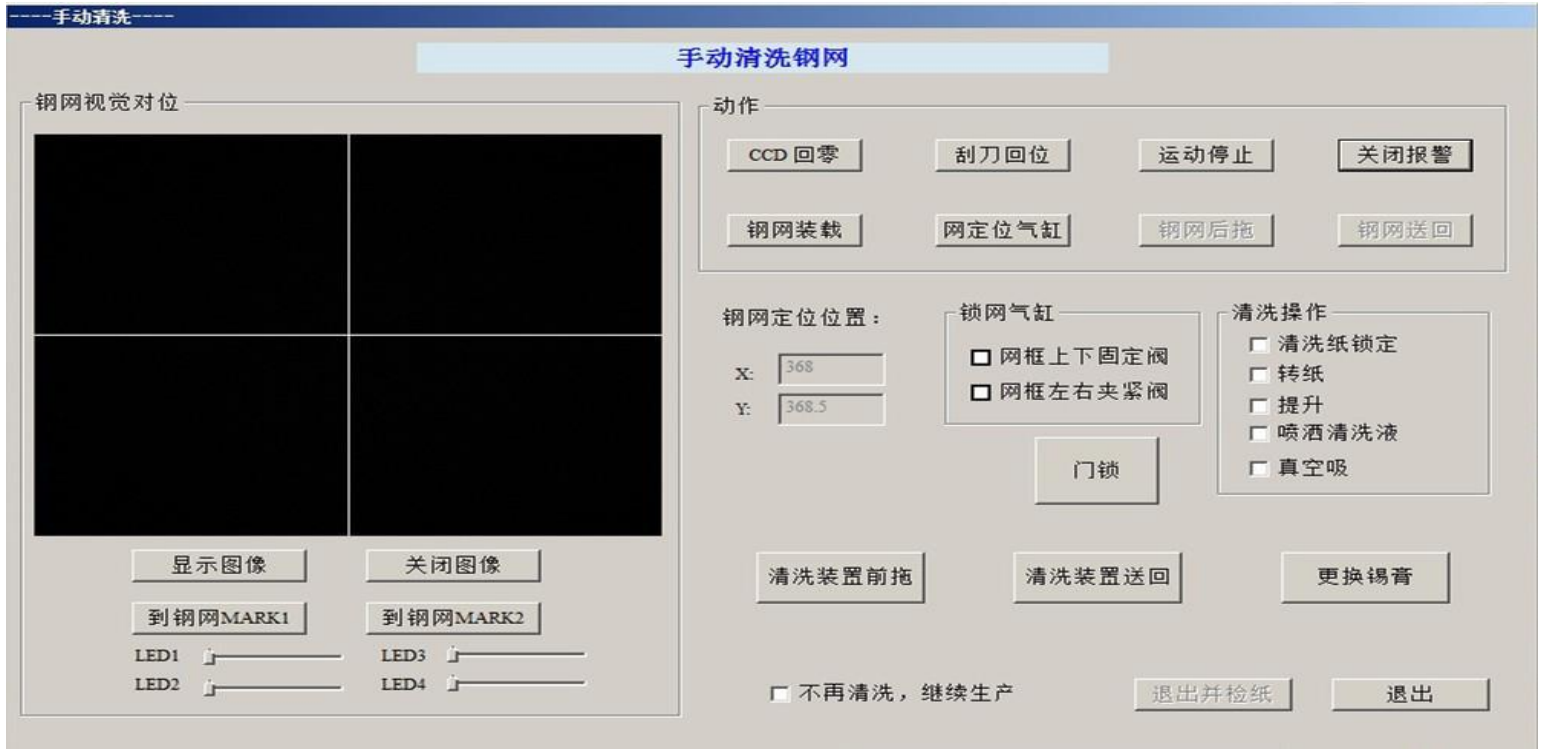 ----手动清洗----
手动清洗钢网
钢网视觉对位
显示图像
关闭图像
到钢网MARK1
到钢网MARK2
LED1
LED3
LED2
LED4
动作
CCD 回零
刮刀回位
运动停止
关闭报警
钢网装载
网定位气缸
钢网后拖
钢网送回
钢网定位位置：
X:
368
Y:
368.5
锁网气缸
网框上下固定阀
网框左右夹紧阀
清洗操作
清洗纸锁定
转纸
提升
喷洒清洗液
真空吸
门锁
清洗装置前拖
清洗装置送回
更换锡膏
不再清洗，继续生产
退出并检纸
退出